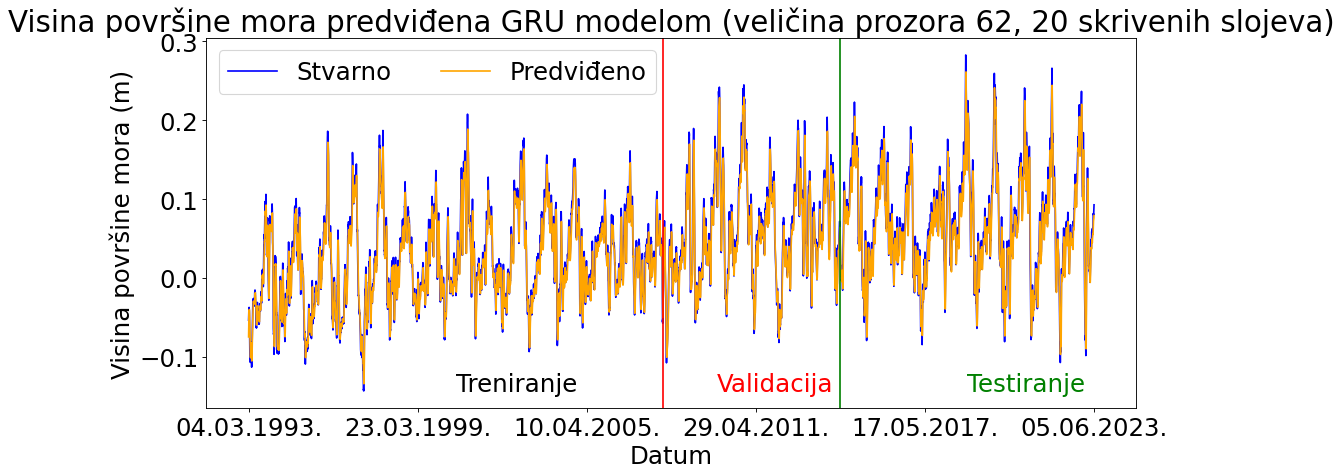 Visina površine mora predviđena GRU modelom (veličina prozora 62, 20 skrivenih slojeva)
Stvarno
Predviđeno
Visina površine mora (m)
0.3
0.2
0.1
0.0
−0.1
Treniranje
Validacija
Testiranje
04.03.1993.
23.03.1999.
10.04.2005.
29.04.2011.
17.05.2017.
05.06.2023.
Datum